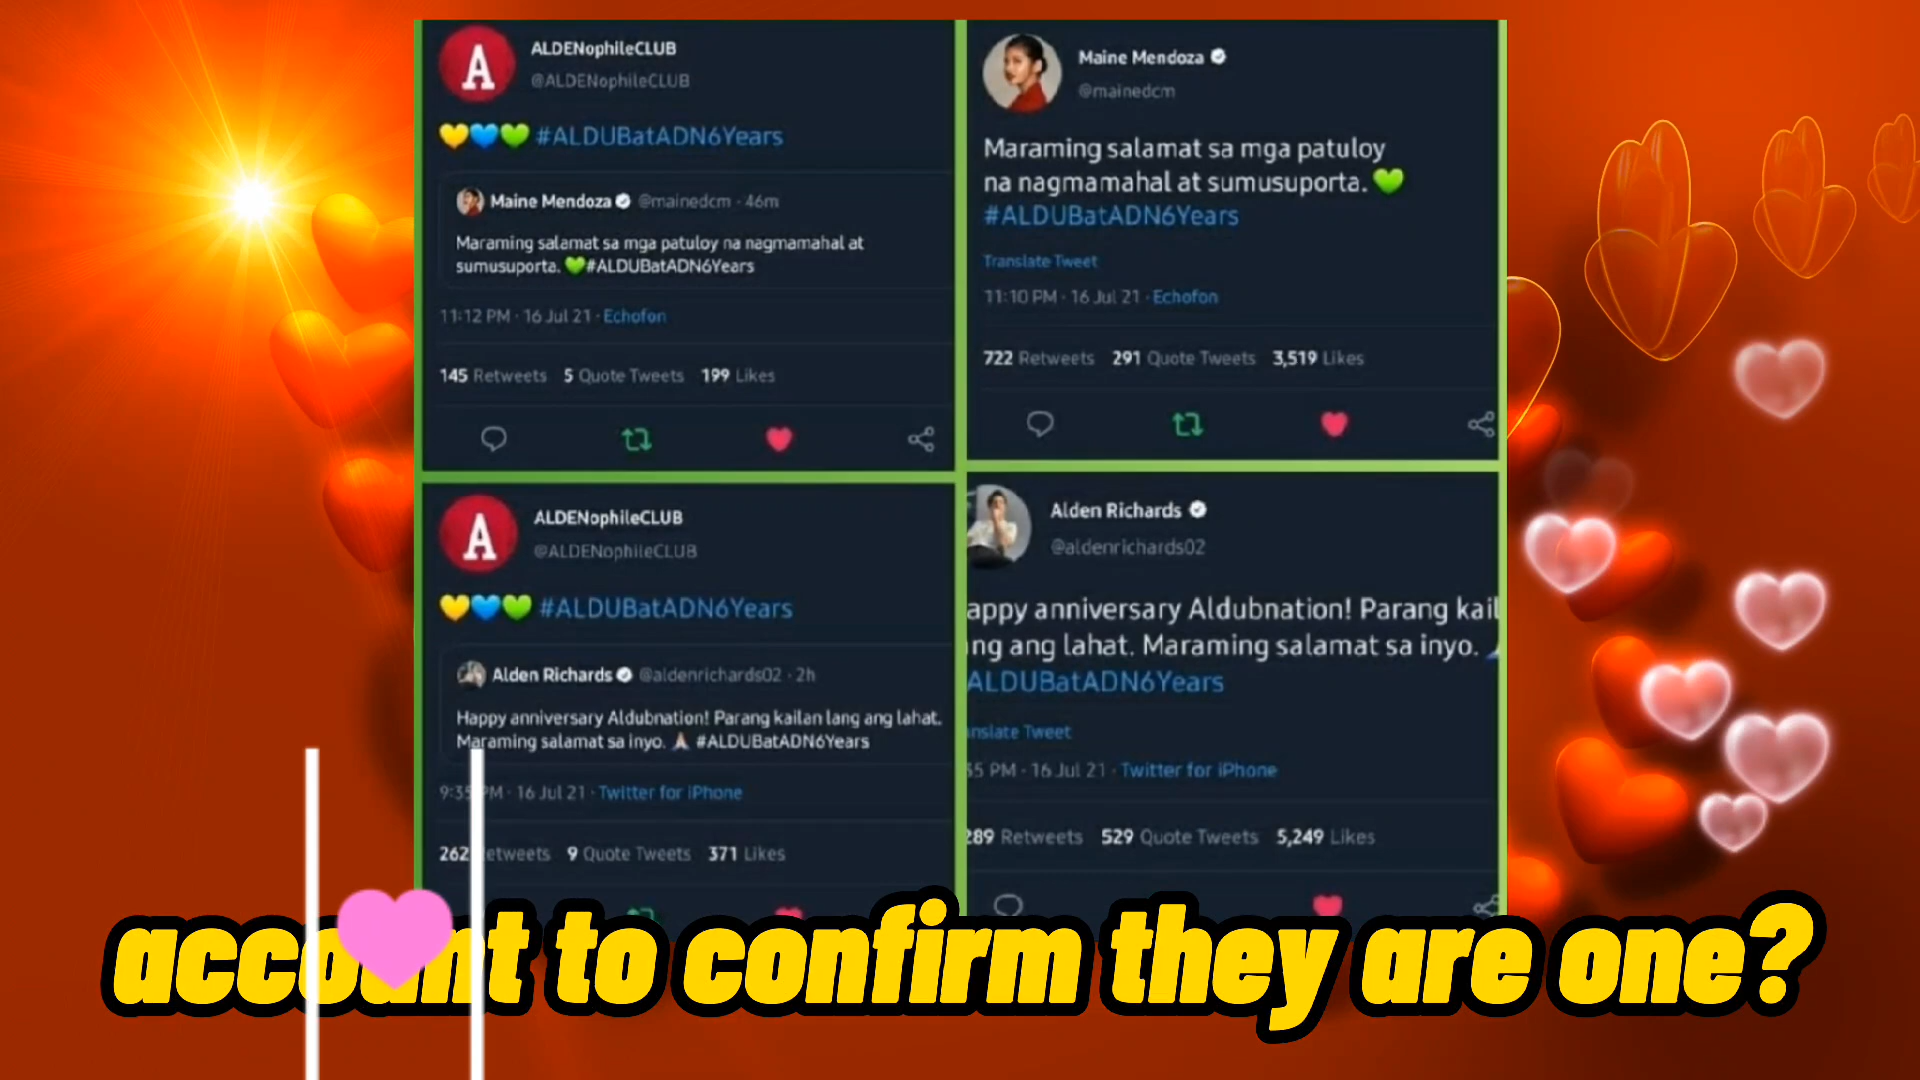 ALDENophileCLUB
@ALDENophileCLUB
#ALDUBatADN6Years
Maine Mendoza @mainedcm · 46m
Maraming salamat sa mga patuloy na nagmamahal at
sumusuporta. 💚#ALDUBatADN6Years
11:12 PM · 16 Jul 21 · Echofon
145 Retweets 5 Quote Tweets 199 Likes
Maine Mendoza
@mainedcm
Maraming salamat sa mga patuloy
na nagmamahal at sumusuporta. 💚
#ALDUBatADN6Years
Translate Tweet
11:10 PM · 16 Jul 21 · Echofon
722 Retweets 291 Quote Tweets 3,519 Likes
ALDENophileCLUB
@ALDENophileCLUB
💛💙💚 #ALDUBatADN6Years
Alden Richards @aldenrichards02 · 2h
Happy anniversary Aldubnation! Parang kailan lang ang lahat.
Maraming salamat sa inyo. 🙏 #ALDUBatADN6Years
9:35 PM · 16 Jul 21 · Twitter for iPhone
262 etweets 9 Quote Tweets 371 Likes
Alden Richards
@aldenrichards02
appy anniversary Aldubnation! Parang kail
ng ang lahat. Maraming salamat sa inyo.
ALDUBatADN6Years
nslate Tweet
35 PM · 16 Jul 21 · Twitter for iPhone
289 Retweets 529 Quote Tweets 5,249 Likes
account to confirm they are one?